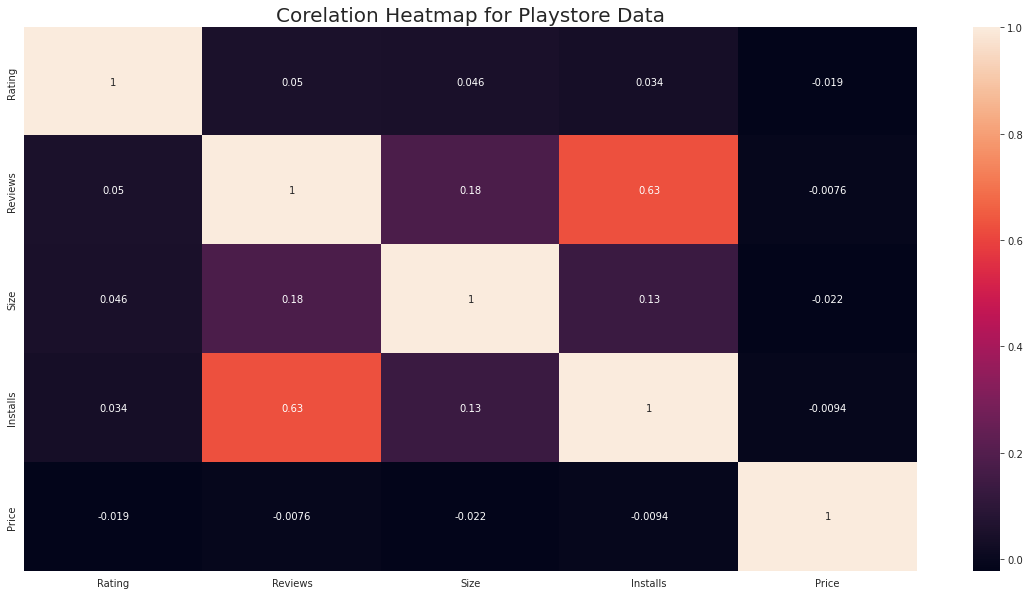 Corelation Heatmap for Playstore Data
Rating 1 0.05 0.046 0.034 -0.019
Reviews 0.05 1 0.18 0.63 -0.0076
Size 0.046 0.18 1 0.13 -0.022
Installs 0.034 0.63 0.13 1 -0.0094
Price -0.019 -0.0076 -0.022 -0.0094 1
Rating Reviews Size Installs Price
1.0
0.8
0.6
0.4
0.2
0.0